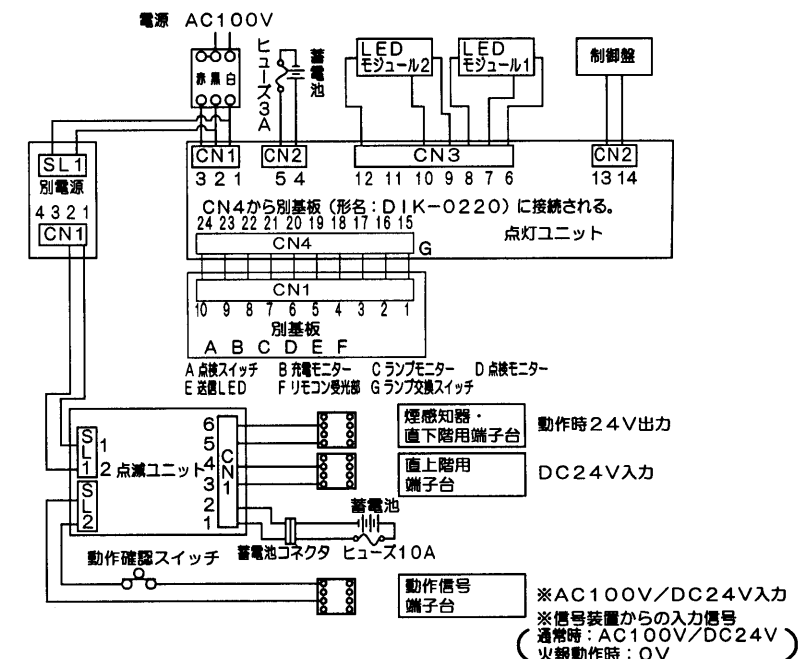 電源 AC100V
赤 黒 白
ヒューズ3A
蓄電池
LED
モジュール2
LED
モジュール1
制御盤
SL1
別電源
4 3 2 1
CN1
CN1
3 2 1
CN2
5 4
CN3
12 11 10 9 8 7 6
CN2
13 14
CN4から別基板(形名:DIK-0220)に接続される。
24 23 22 21 20 19 18 17 16 15
CN4
G
点灯ユニット
CN1
10 9 8 7 6 5 4 3 2 1
別基板
A B C D E F
A 点検スイッチ B 充電モニター C ランプモニター D 点検モニター
E 送信LED F リモコン受光部 G ランプ交換スイッチ
SL1
1
2
点滅ユニット
SL2
6
5
4
3
2
1
CN1
煙感知器・
直下階用端子台
動作時24V出力
直上階用
端子台
DC24V入力
蓄電池
蓄電池コネクタ ヒューズ10A
動作確認スイッチ
動作信号
端子台
※AC100V/DC24V入力
※信号装置からの入力信号
(通常時:AC100V/DC24V
火報動作時:0V)